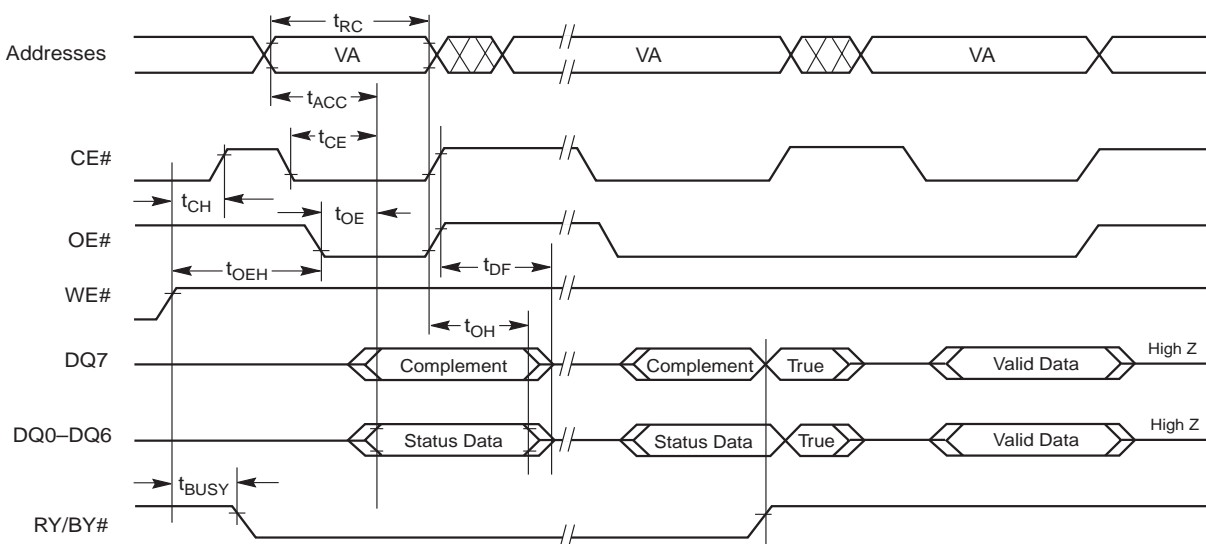 tRC
Addresses VA VA VA
tACC
tCE
CE#
tCH
tOE
OE#
tOEH
tDF
WE#
tOH
DQ7 Complement Complement True Valid Data High Z
DQ0–DQ6 Status Data Status Data True Valid Data High Z
tBUSY
RY/BY#